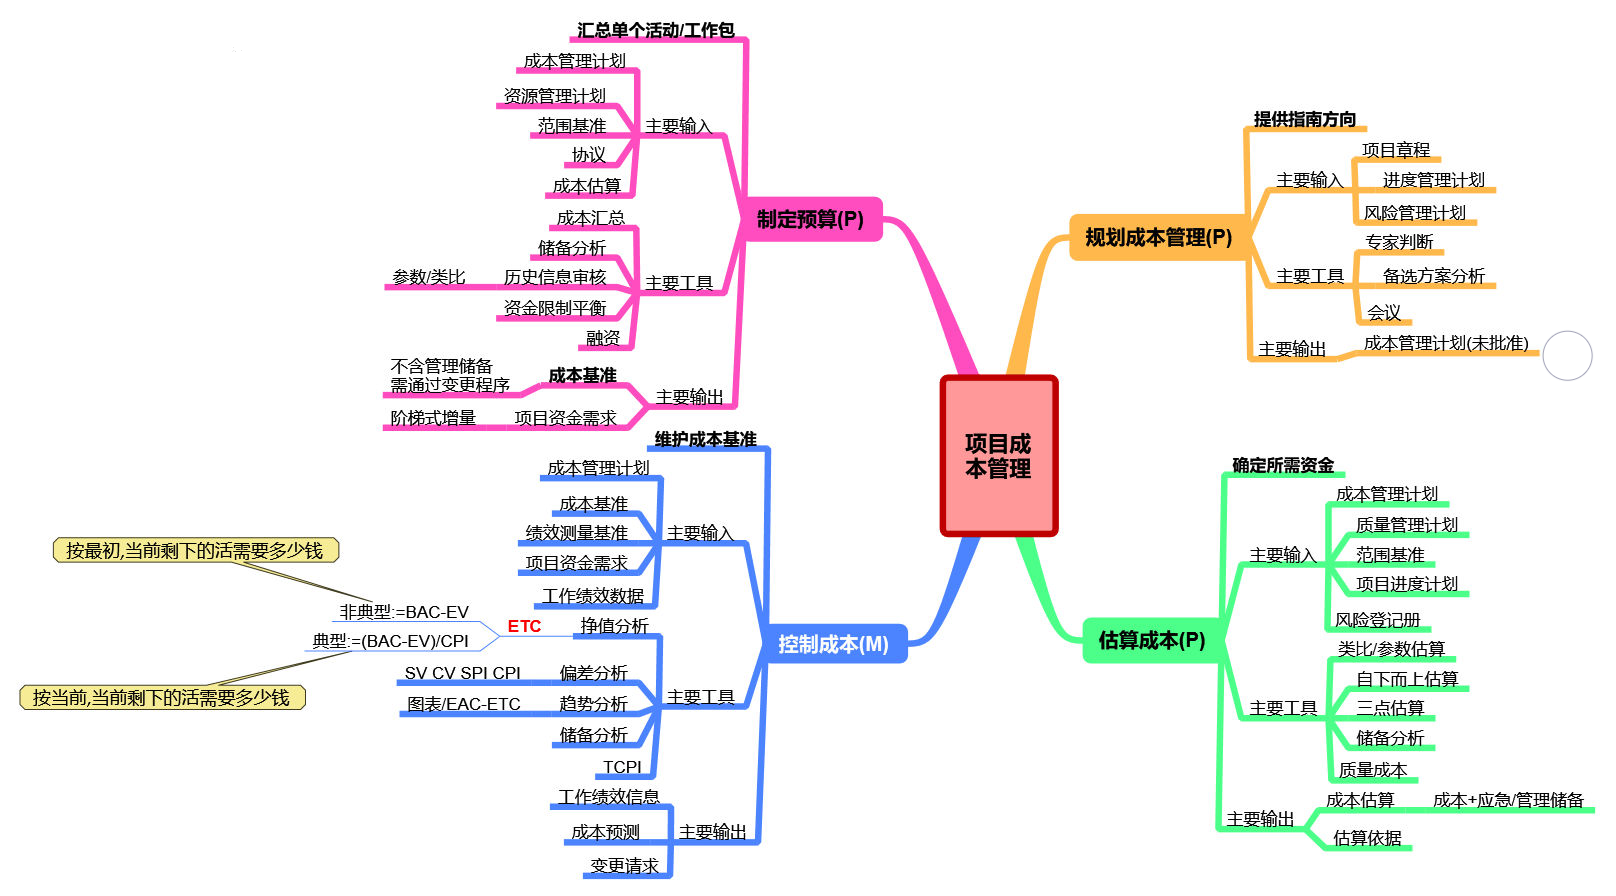 项目成
本管理
规划成本管理(P)
提供指南方向
主要输入
项目章程
进度管理计划
风险管理计划
主要工具
专家判断
备选方案分析
会议
主要输出
成本管理计划(未批准)
估算成本(P)
确定所需资金
主要输入
成本管理计划
质量管理计划
范围基准
项目进度计划
风险登记册
主要工具
类比/参数估算
自下而上估算
三点估算
储备分析
质量成本
主要输出
成本估算
成本+应急/管理储备
估算依据
制定预算(P)
汇总单个活动/工作包
主要输入
成本管理计划
资源管理计划
范围基准
协议
成本估算
主要工具
成本汇总
储备分析
历史信息审核
参数/类比
资金限制平衡
融资
主要输出
成本基准
不含管理储备
需通过变更程序
项目资金需求
阶梯式增量
控制成本(M)
维护成本基准
主要输入
成本管理计划
成本基准
绩效测量基准
项目资金需求
工作绩效数据
主要工具
挣值分析
ETC
非典型:=BAC-EV
按最初,当前剩下的活需要多少钱
典型:=(BAC-EV)/CPI
按当前,当前剩下的活需要多少钱
偏差分析
SV CV SPI CPI
趋势分析
图表/EAC-ETC
储备分析
TCPI
主要输出
工作绩效信息
成本预测
变更请求